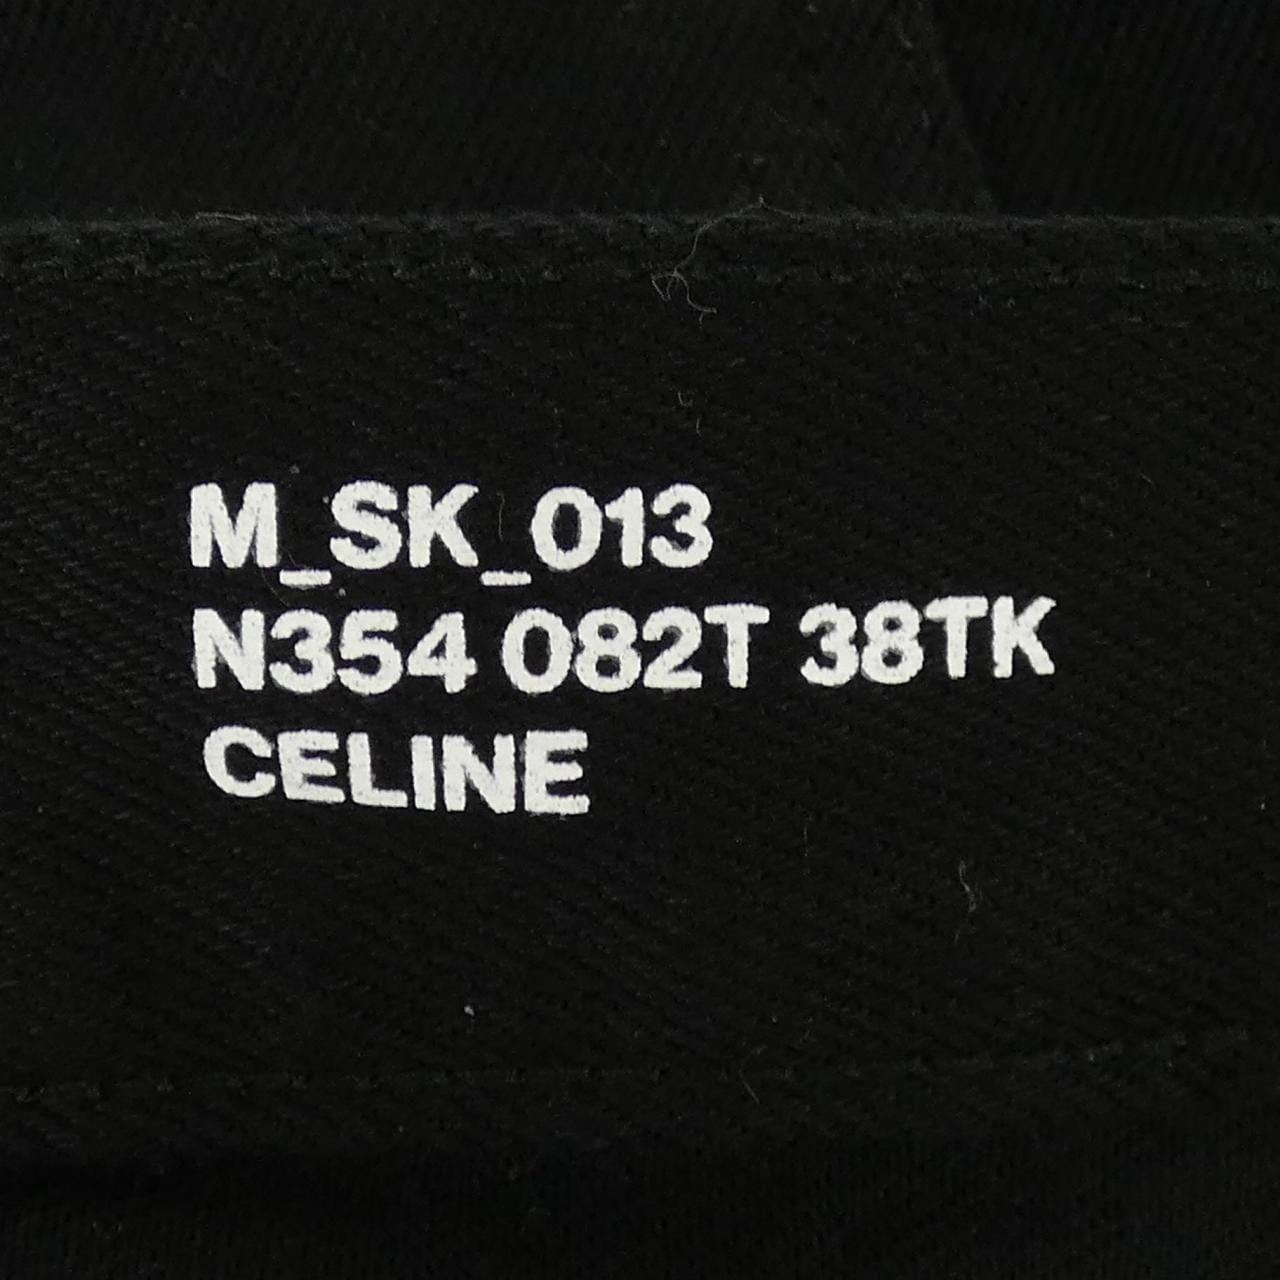 M_SK_013
N354 082T 38TK
CELINE